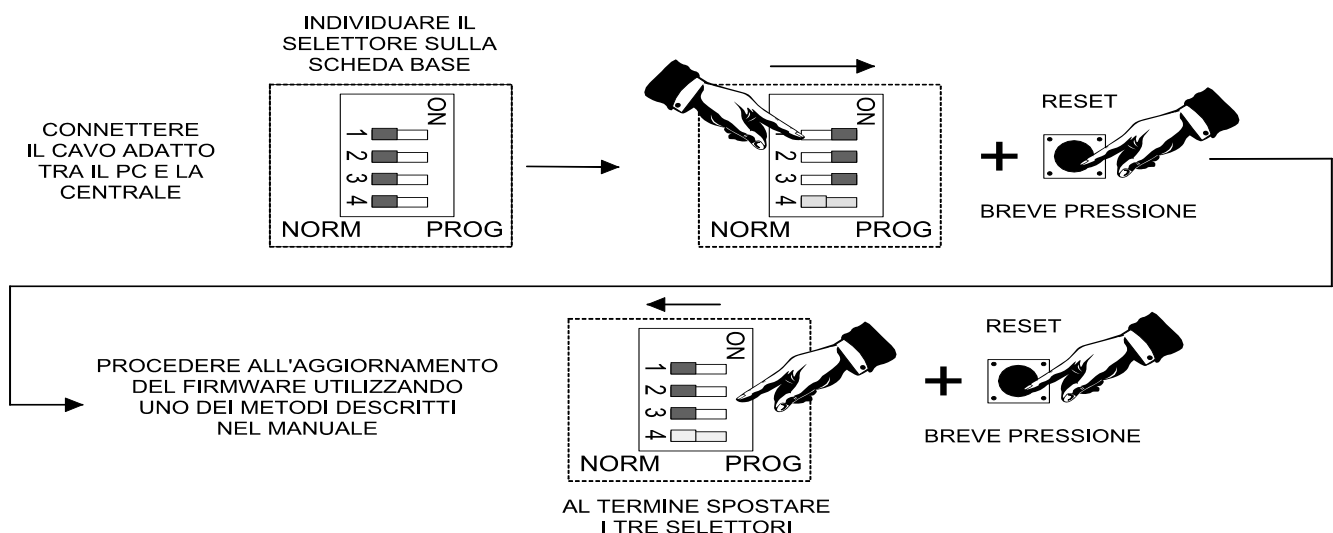 CONNETTERE
IL CAVO ADATTO
TRA IL PC E LA
CENTRALE
INDIVIDUARE IL
SELETTORE SULLA
SCHEDA BASE
ON
1
2
3
4
NORM PROG
ON
1
2
3
4
NORM PROG
+
RESET
BREVE PRESSIONE
PROCEDERE ALL'AGGIORNAMENTO
DEL FIRMWARE UTILIZZANDO
UNO DEI METODI DESCRITTI
NEL MANUALE
ON
1
2
3
4
NORM PROG
AL TERMINE SPOSTARE
I TRE SELETTORI
+
RESET
BREVE PRESSIONE